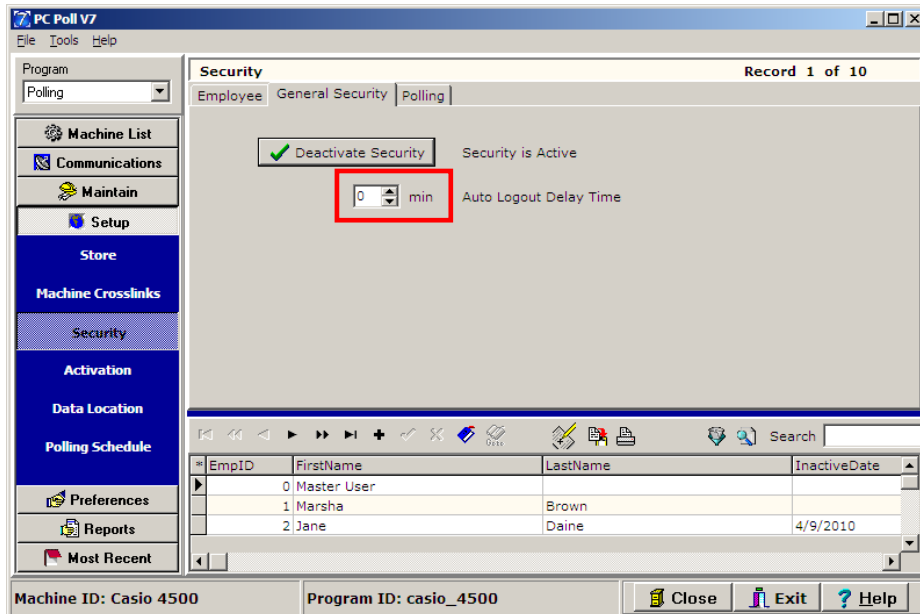 PC Poll V7
File Tools Help
Program
Polling
Machine List
Communications
Maintain
Setup
Store
Machine Crosslinks
Security
Activation
Data Location
Polling Schedule
Preferences
Reports
Most Recent
Security Record 1 of 10
Employee General Security Polling
Deactivate Security Security is Active
0 min Auto Logout Delay Time
Search
* EmpID FirstName LastName InactiveDate
0 Master User
1 Marsha Brown
2 Jane Daine 4/9/2010
Machine ID: Casio 4500 Program ID: casio_4500 Close Exit ? Help